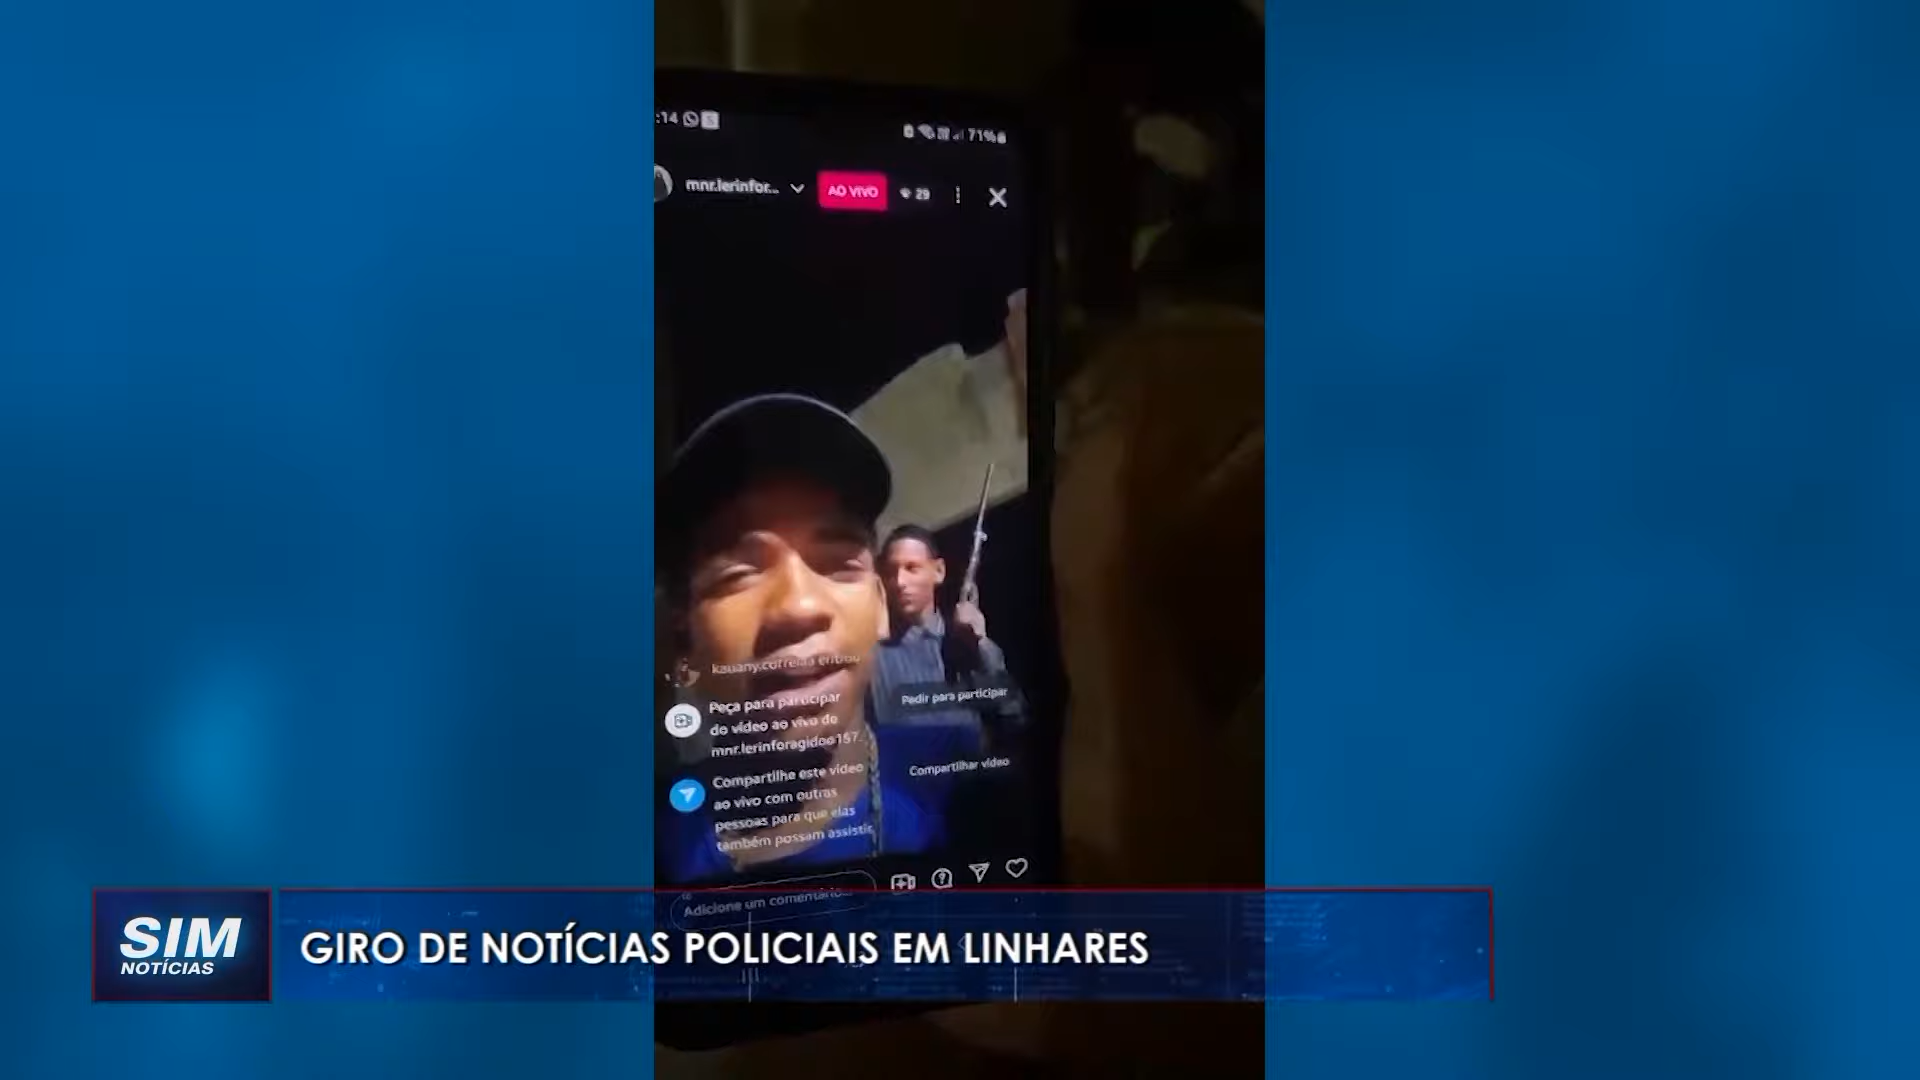 :14
71%
mnr.lerinfor...
AO VIVO
29
kauany.correiaa entrou
Peça para participar
do vídeo ao vivo de
mnr.lerinforagidoo157.
Pedir para participar
Compartilhe este vídeo
ao vivo com outras
pessoas para que elas
também possam assistir.
Compartilhar vídeo
Adicione um comentário...
SIM
NOTÍCIAS
GIRO DE NOTÍCIAS POLICIAIS EM LINHARES